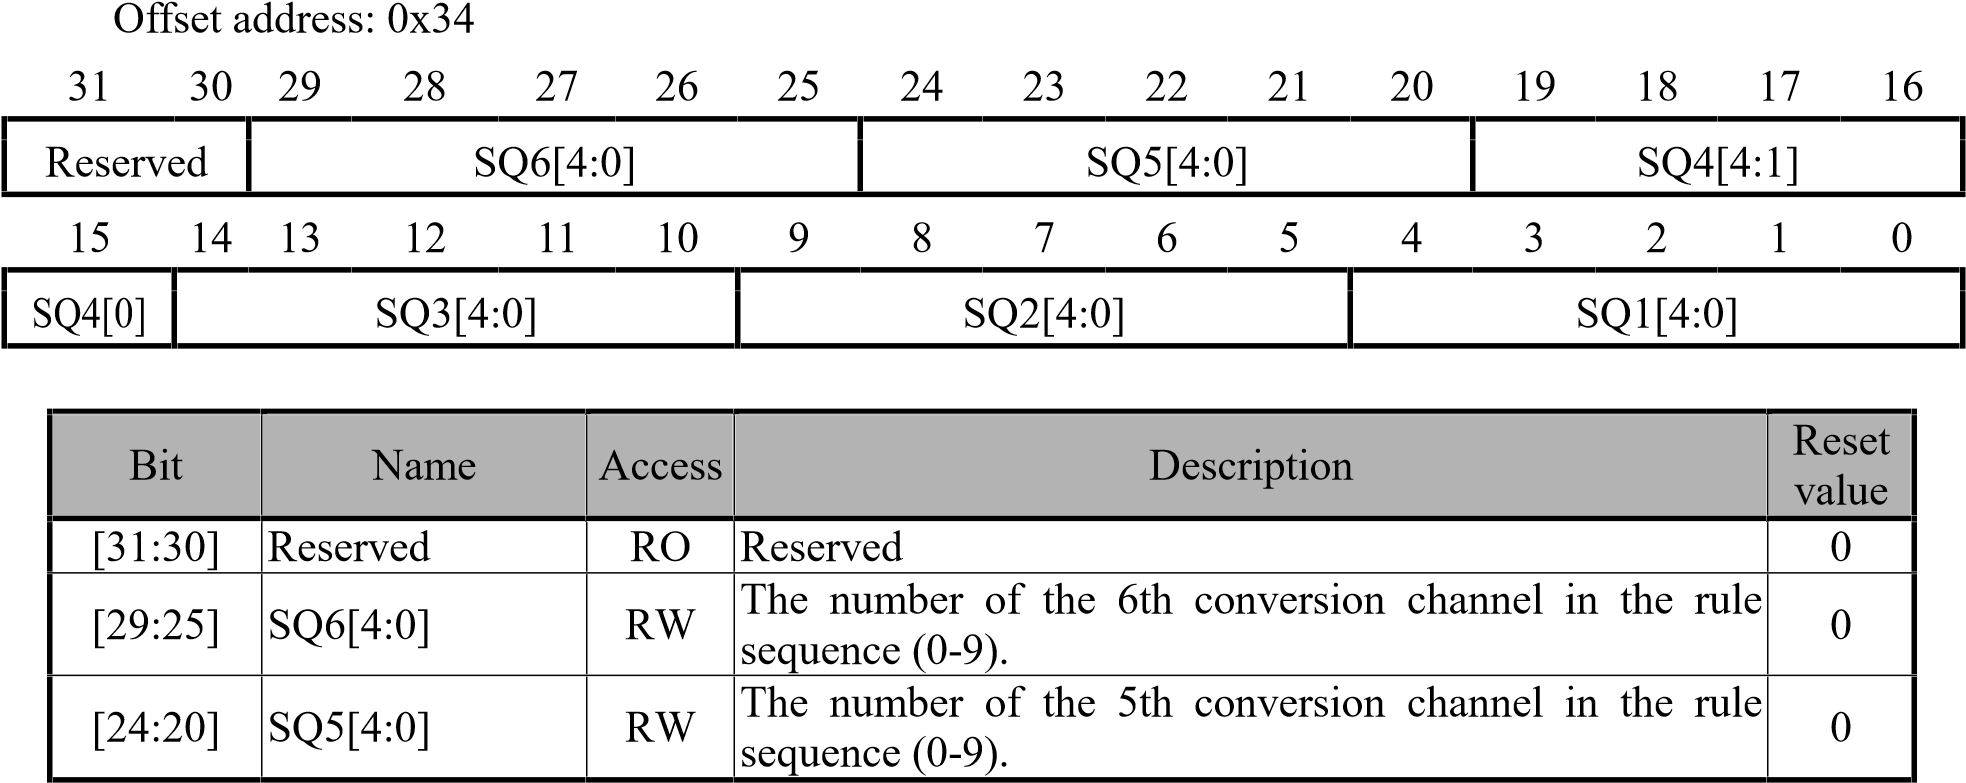 Offset address: 0x34
31 30 29 28 27 26 25 24 23 22 21 20 19 18 17 16
Reserved SQ6[4:0] SQ5[4:0] SQ4[4:1]
15 14 13 12 11 10 9 8 7 6 5 4 3 2 1 0
SQ4[0] SQ3[4:0] SQ2[4:0] SQ1[4:0]
Bit Name Access Description Reset value
[31:30] Reserved RO Reserved 0
[29:25] SQ6[4:0] RW The number of the 6th conversion channel in the rule
sequence (0-9). 0
[24:20] SQ5[4:0] RW The number of the 5th conversion channel in the rule
sequence (0-9). 0